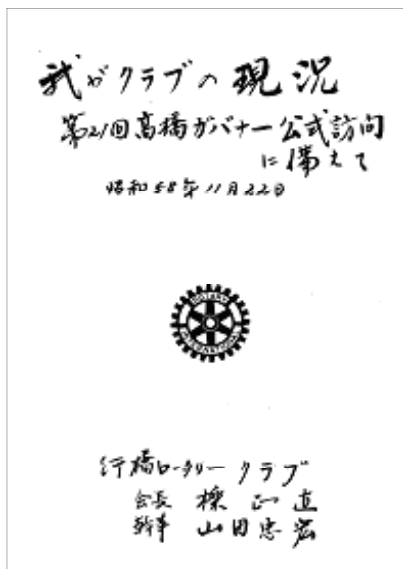 我がクラブの現況
第21回高橋ガバナー公式訪問
に備えて
昭和58年11月22日
ROTARY
INTERNATIONAL
行橋ロータリークラブ
会長 正直
幹事 山田忠宏